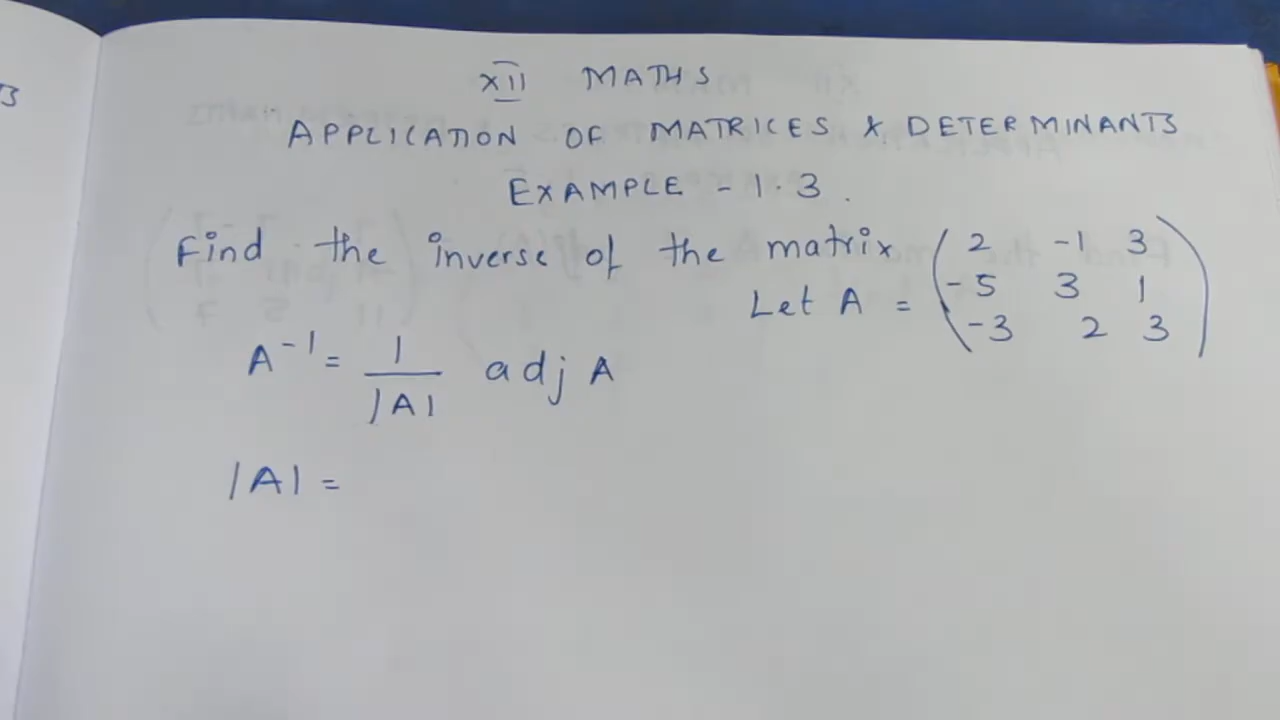 XII MATHS
APPLICATION OF MATRICES & DETERMINANTS
EXAMPLE - 1.3.
Find the inverse of the matrix
Let A = ( 2 -1 3
-5 3 1
-3 2 3 )
A⁻¹ = 1/|A| adj A
|A| =